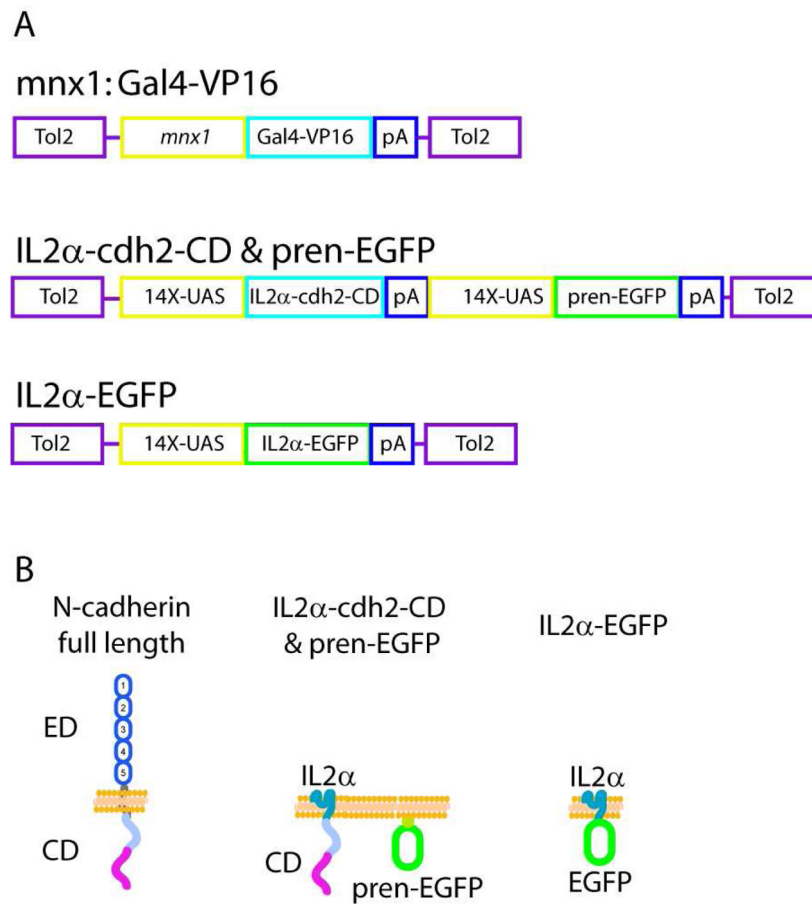 A
mnx1: Gal4-VP16
Tol2 mnx1 Gal4-VP16 pA Tol2
IL2α-cdh2-CD & pren-EGFP
Tol2 14X-UAS IL2α-cdh2-CD pA 14X-UAS pren-EGFP pA Tol2
IL2α-EGFP
Tol2 14X-UAS IL2α-EGFP pA Tol2
B
N-cadherin
full length
ED
1
2
3
4
5
CD
IL2α-cdh2-CD
& pren-EGFP
IL2α
CD
pren-EGFP
IL2α-EGFP
IL2α
EGFP